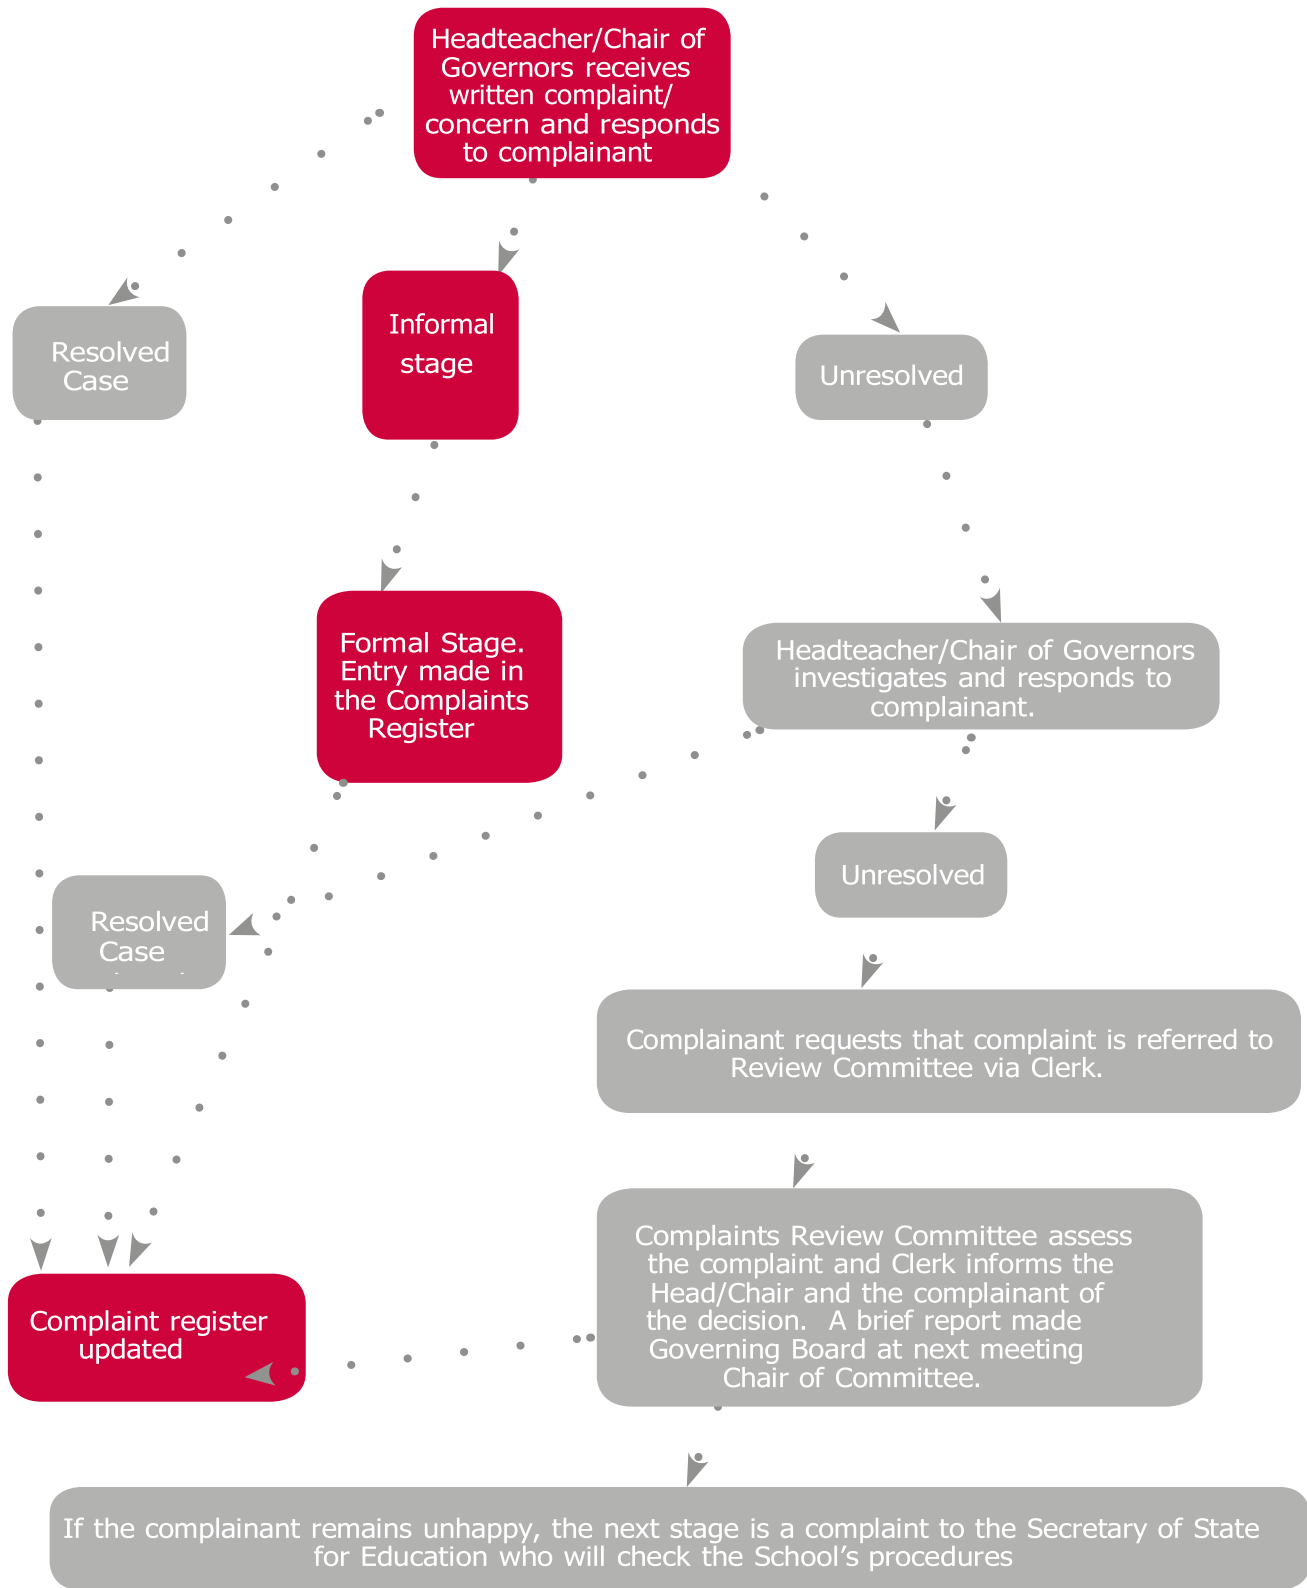 Headteacher/Chair of
Governors receives
written complaint/
concern and responds
to complainant
Informal
stage
Resolved
Case
Unresolved
Formal Stage.
Entry made in
the Complaints
Register
Headteacher/Chair of Governors
investigates and responds to
complainant.
Unresolved
Resolved
Case
Complainant requests that complaint is referred to
Review Committee via Clerk.
Complaints Review Committee assess
the complaint and Clerk informs the
Head/Chair and the complainant of
the decision.  A brief report made
Governing Board at next meeting
Chair of Committee.
Complaint register
updated
If the complainant remains unhappy, the next stage is a complaint to the Secretary of State
for Education who will check the School’s procedures